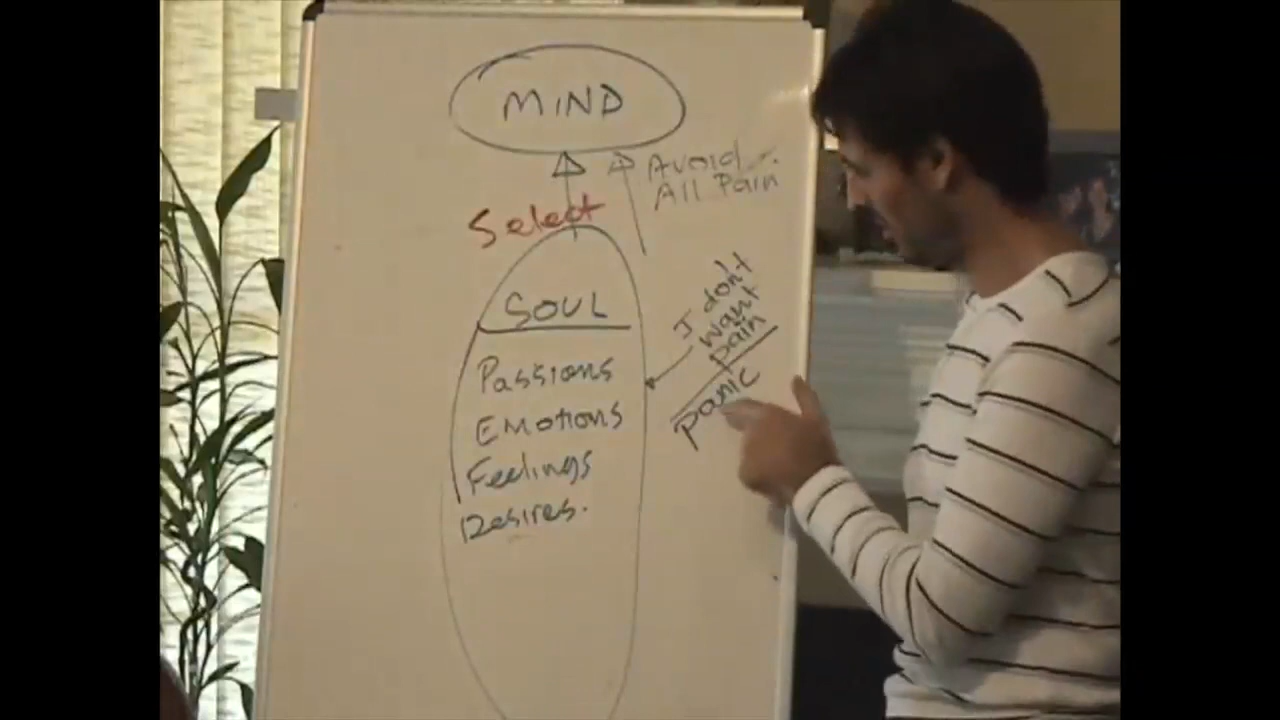 MIND
Avoid
All Pain
Select
SOUL
Passions
Emotions
Feelings
Desires.
I don't
want
pain
panic